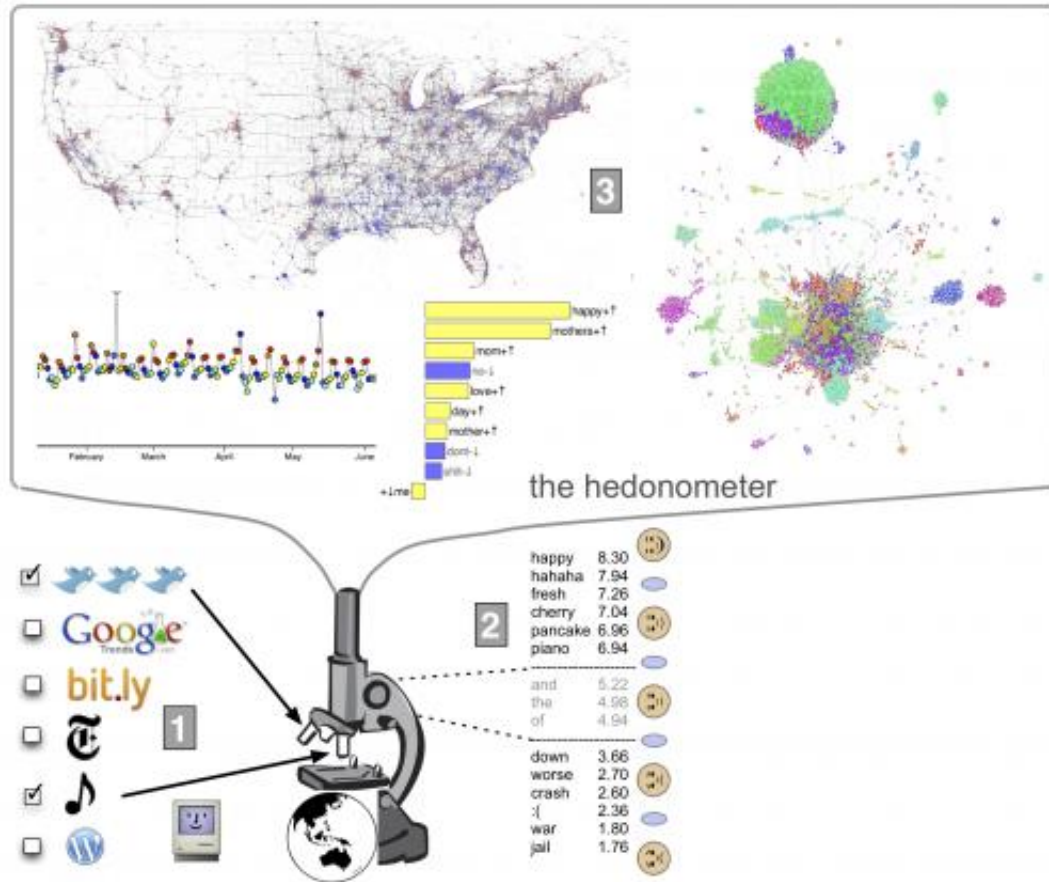 3
happy+↑
mothers+↑
mom+↑
no-↓
love+↑
day+↑
mother+↑
dont-↓
+↓me
February March April May June
the hedonometer
Google
Trends
bit.ly
T
1
2
happy 8.30
hahaha 7.94
fresh 7.26
cherry 7.04
pancake 6.96
piano 6.94
and 5.22
the 4.98
of 4.94
down 3.66
worse 2.70
crash 2.60
:( 2.36
war 1.80
jail 1.76
W